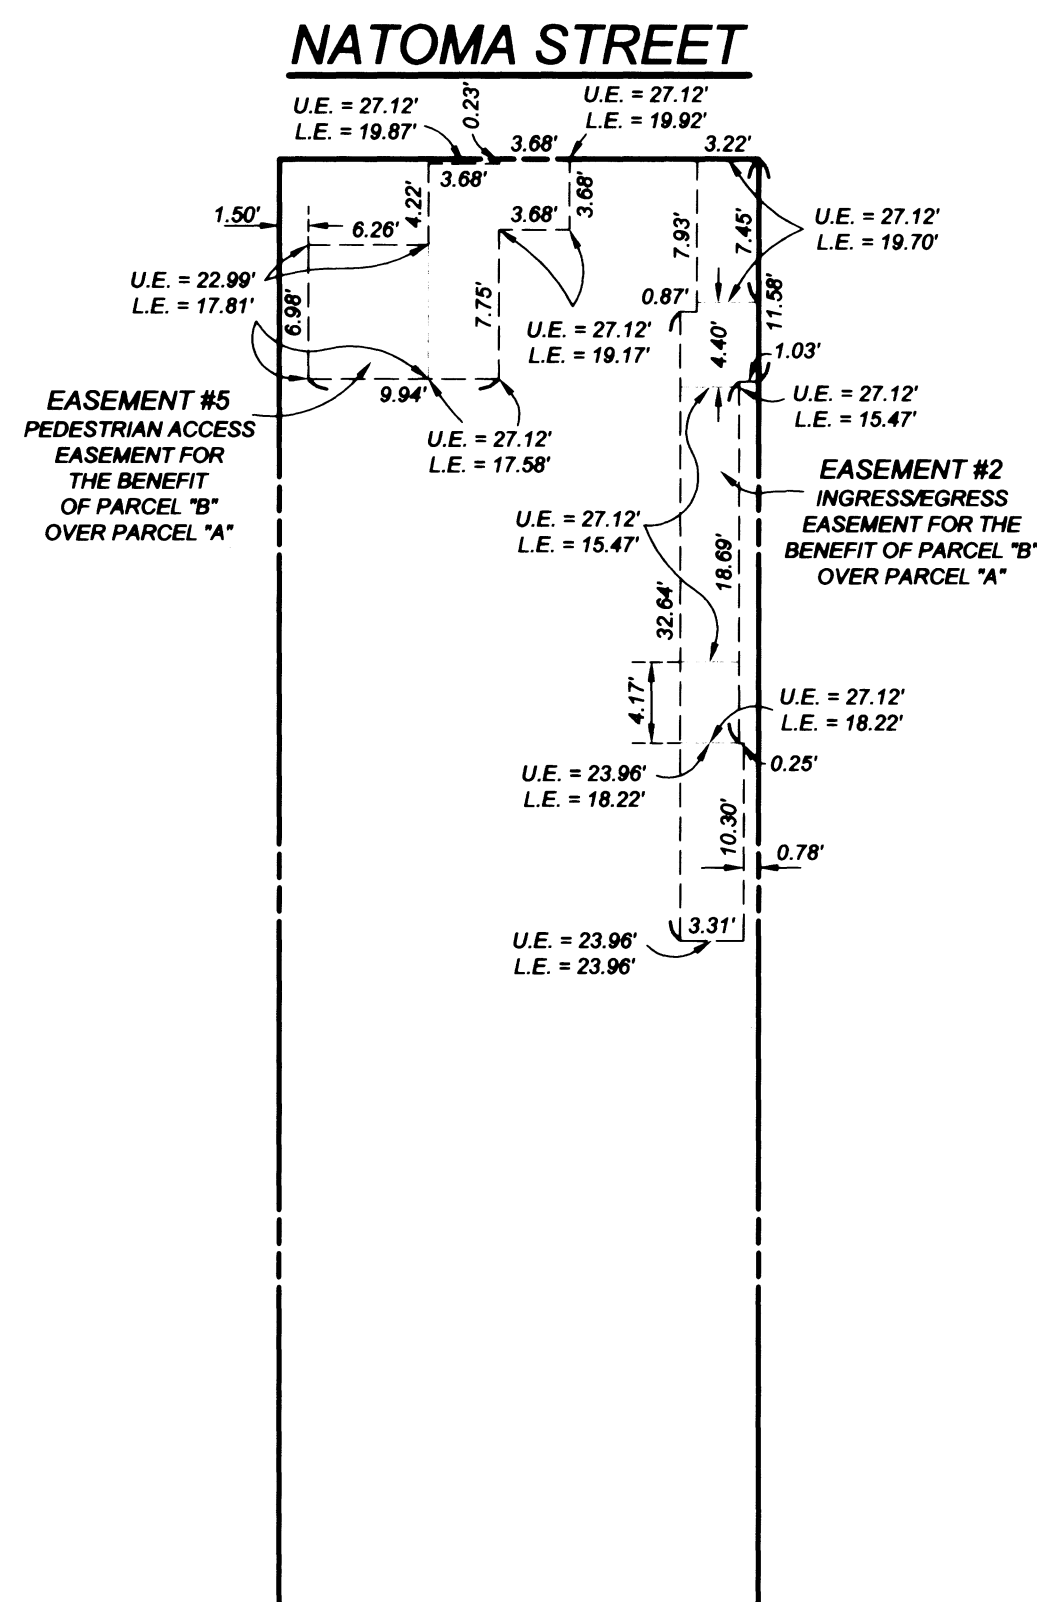 NATOMA STREET
U.E. = 27.12'
L.E. = 19.87'
0.23'
U.E. = 27.12'
L.E. = 19.92'
3.68'
3.22'
3.68'
4.22'
3.68'
3.68'
7.93'
7.45'
U.E. = 27.12'
L.E. = 19.70'
1.50'
6.26'
U.E. = 22.99'
L.E. = 17.81'
6.98'
7.75'
0.87'
11.58'
U.E. = 27.12'
L.E. = 19.17'
4.40'
1.03'
9.94'
U.E. = 27.12'
L.E. = 15.47'
EASEMENT #5
PEDESTRIAN ACCESS
EASEMENT FOR
THE BENEFIT
OF PARCEL "B"
OVER PARCEL "A"
U.E. = 27.12'
L.E. = 17.58'
EASEMENT #2
INGRESS/EGRESS
EASEMENT FOR THE
BENEFIT OF PARCEL "B"
OVER PARCEL "A"
U.E. = 27.12'
L.E. = 15.47'
18.69'
32.64'
4.17'
U.E. = 27.12'
L.E. = 18.22'
U.E. = 23.96'
L.E. = 18.22'
0.25'
10.30'
0.78'
3.31'
U.E. = 23.96'
L.E. = 23.96'